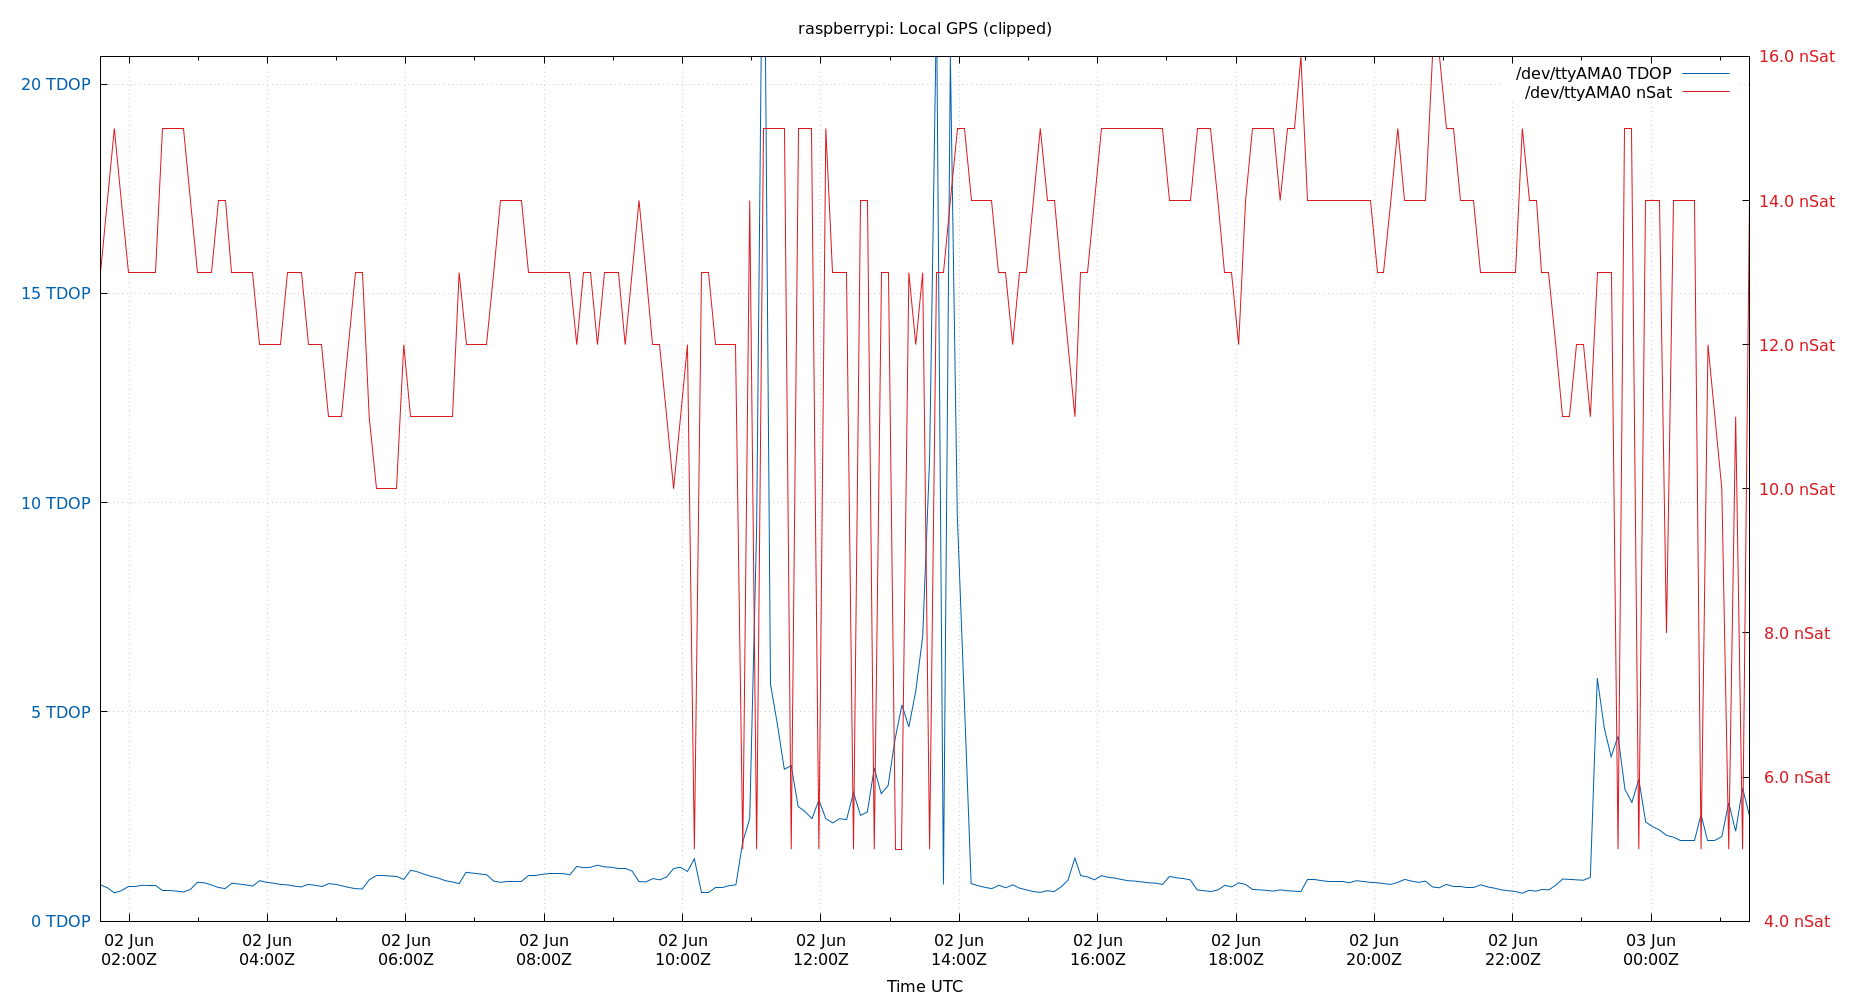 raspberrypi: Local GPS (clipped)
20 TDOP
15 TDOP
10 TDOP
5 TDOP
0 TDOP
16.0 nSat
14.0 nSat
12.0 nSat
10.0 nSat
8.0 nSat
6.0 nSat
4.0 nSat
/dev/ttyAMA0 TDOP
/dev/ttyAMA0 nSat
02 Jun
02:00Z
02 Jun
04:00Z
02 Jun
06:00Z
02 Jun
08:00Z
02 Jun
10:00Z
02 Jun
12:00Z
02 Jun
14:00Z
02 Jun
16:00Z
02 Jun
18:00Z
02 Jun
20:00Z
02 Jun
22:00Z
03 Jun
00:00Z
Time UTC